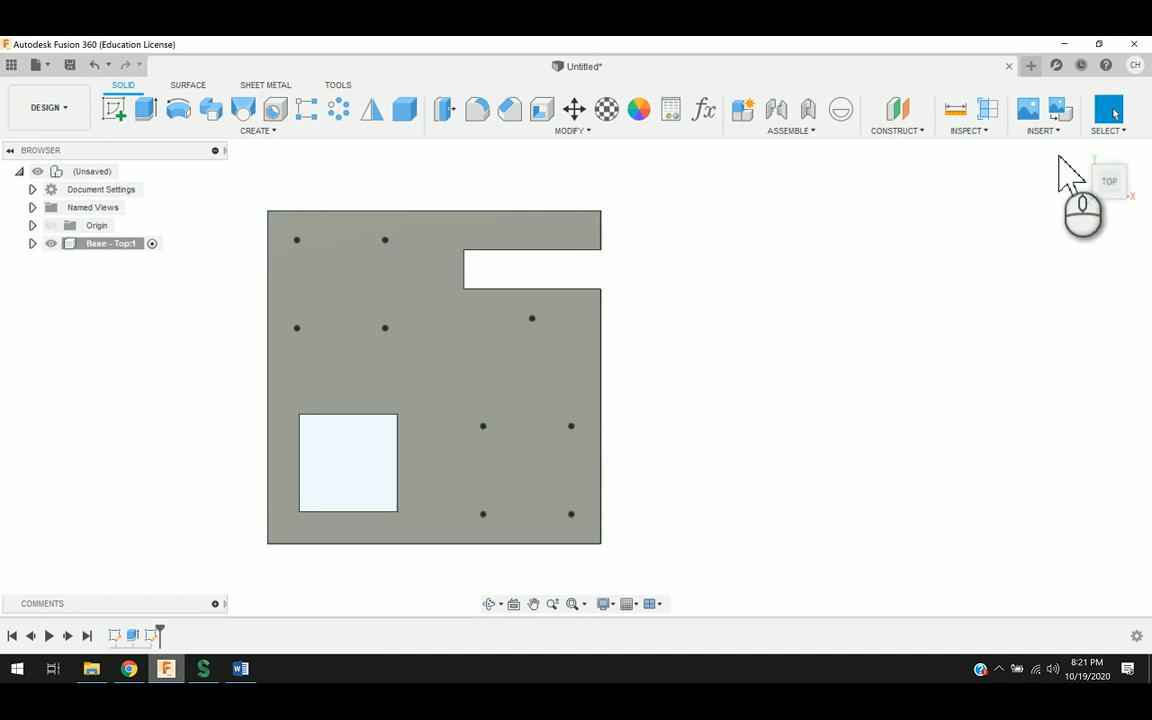 Autodesk Fusion 360 (Education License)
Untitled*
CH
DESIGN
SOLID
SURFACE
SHEET METAL
TOOLS
CREATE
MODIFY
ASSEMBLE
CONSTRUCT
INSPECT
INSERT
SELECT
BROWSER
(Unsaved)
Document Settings
Named Views
Origin
Base - Top:1
TOP
Y
X
COMMENTS
8:21 PM
10/19/2020